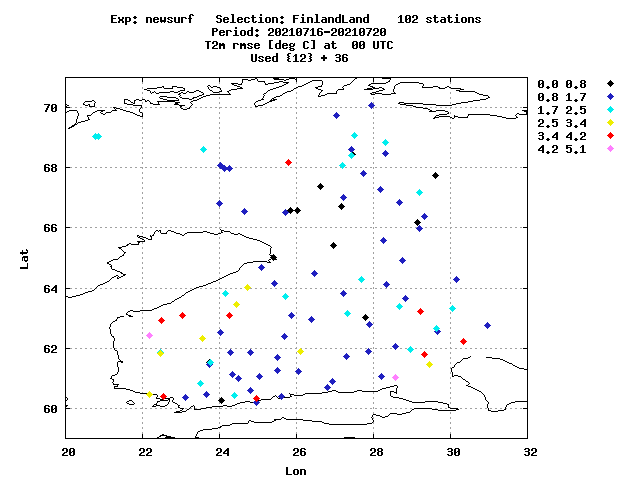 Exp: newsurf   Selection: FinlandLand    102 stations
Period: 20210716-20210720
T2m rmse [deg C] at  00 UTC
Used {12} + 36
0.0 0.8
0.8 1.7
1.7 2.5
2.5 3.4
3.4 4.2
4.2 5.1
70
68
66
64
62
60
Lat
20 22 24 26 28 30 32
Lon